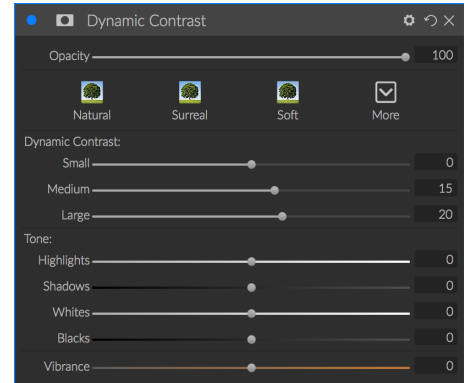 Dynamic Contrast
Opacity 100
Natural Surreal Soft More
Dynamic Contrast:
Small 0
Medium 15
Large 20
Tone:
Highlights 0
Shadows 0
Whites 0
Blacks 0
Vibrance 0